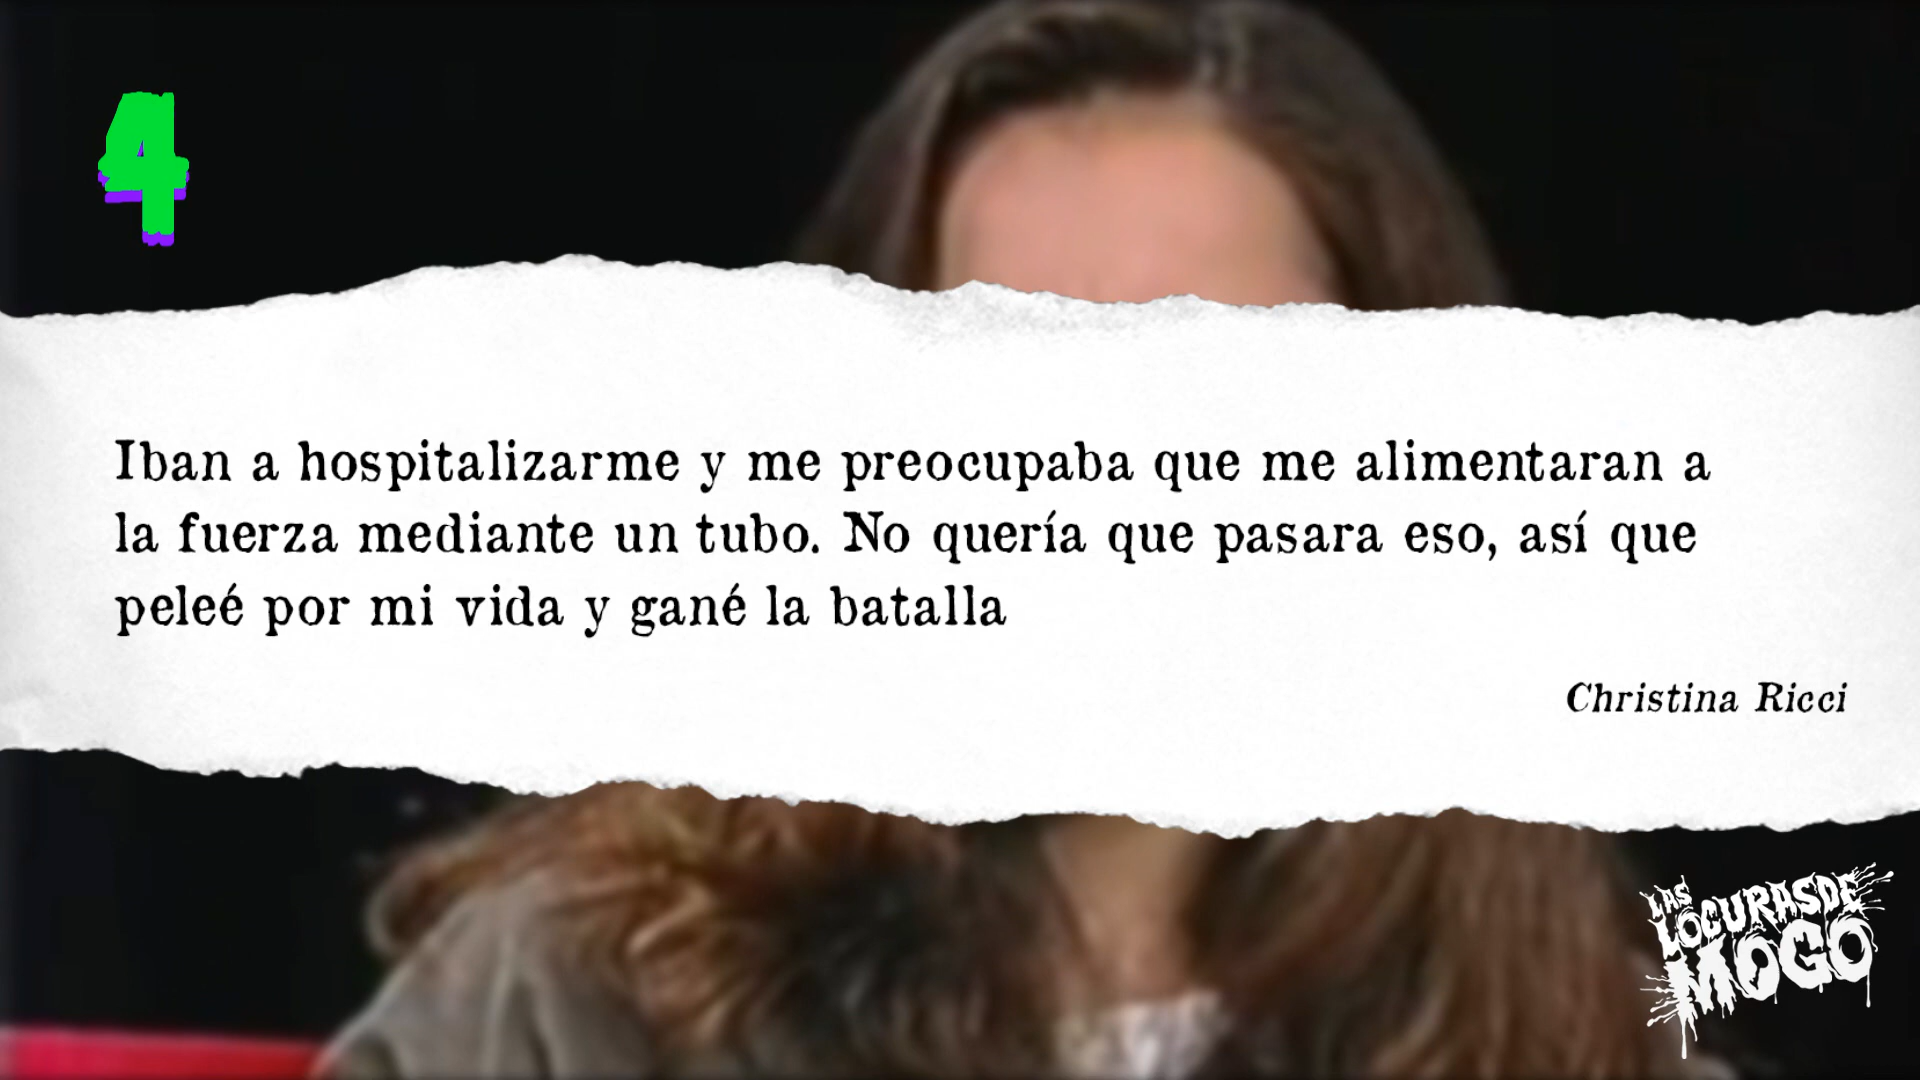 4
Iban a hospitalizarme y me preocupaba que me alimentaran a
la fuerza mediante un tubo. No quería que pasara eso, así que
peleé por mi vida y gané la batalla
Christina Ricci
LAS
LOCURAS DE
MOGO